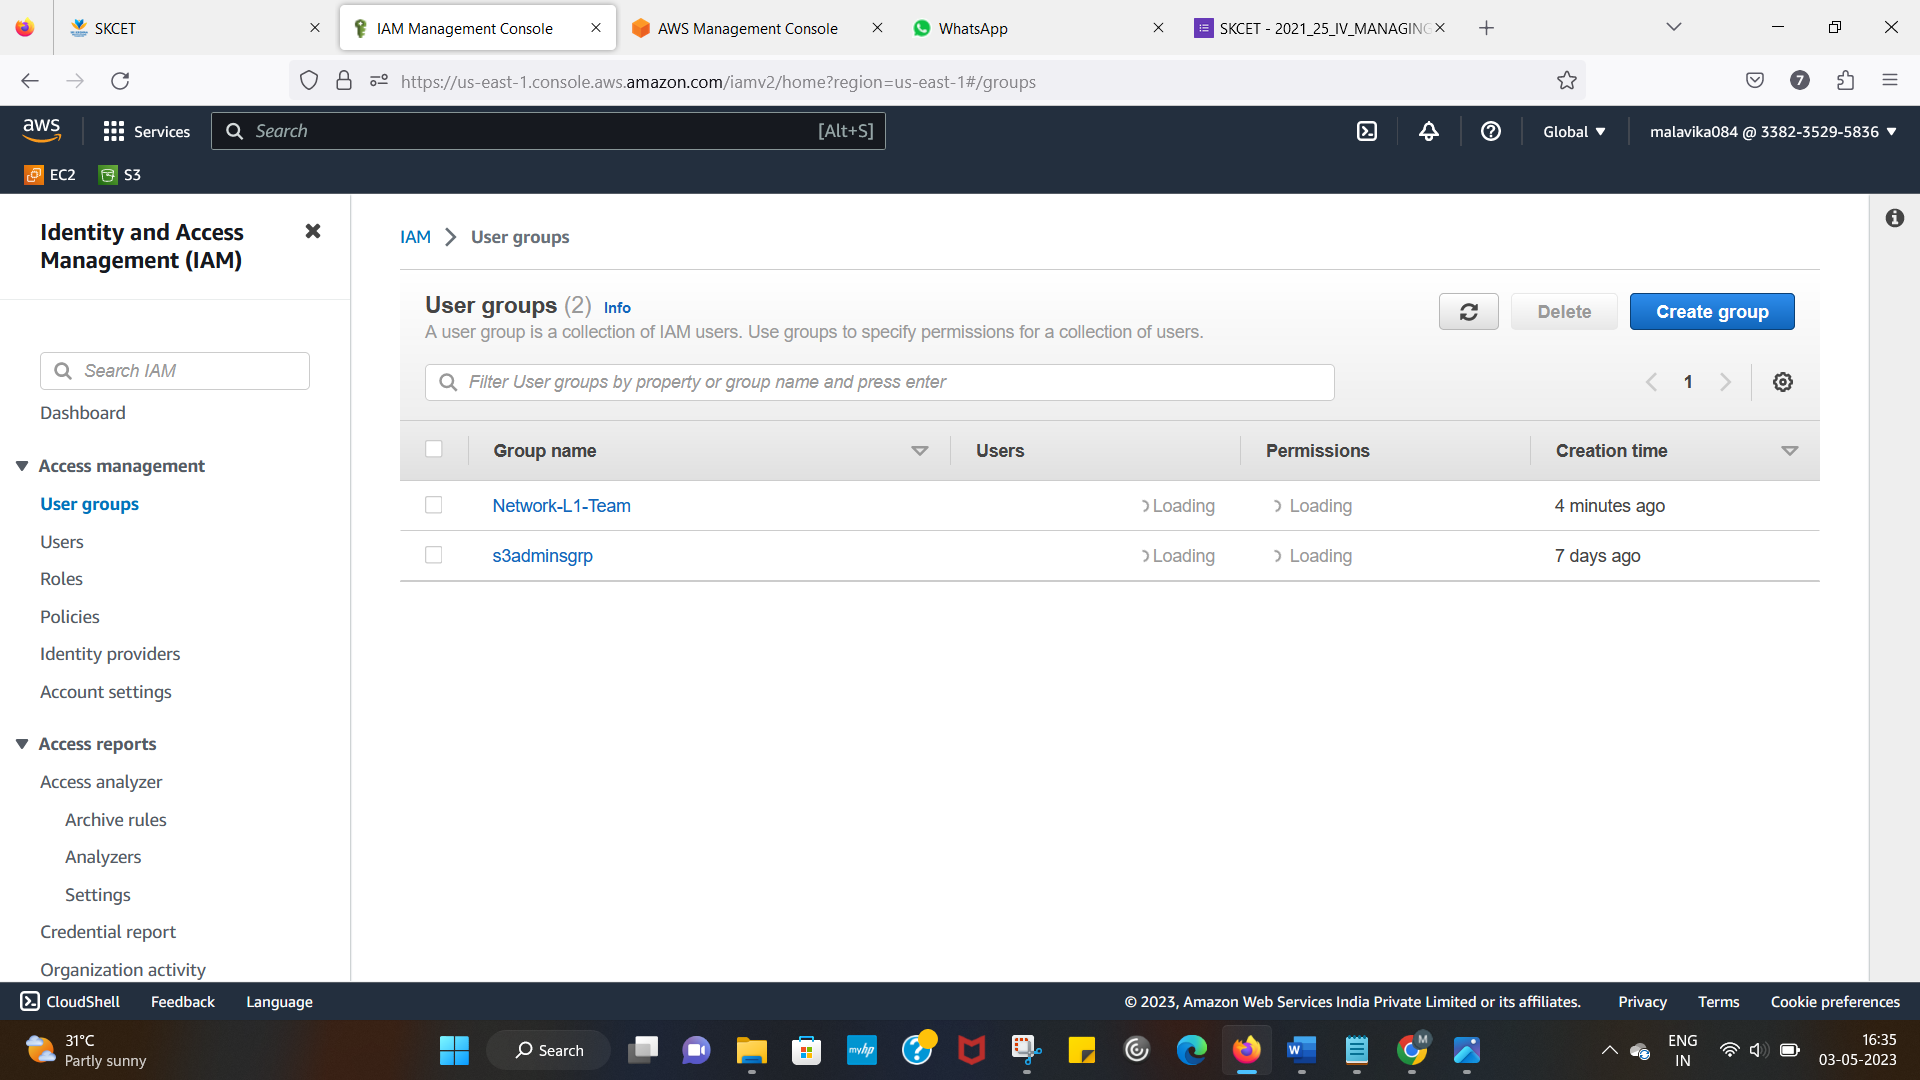 SKCET
IAM Management Console
AWS Management Console
WhatsApp
SKCET - 2021_25_IV_MANAGING
https://us-east-1.console.aws.amazon.com/iamv2/home?region=us-east-1#/groups
7
aws
Services
Search
[Alt+S]
Global
malavika084 @ 3382-3529-5836
EC2
S3
Identity and Access
Management (IAM)
Search IAM
Dashboard
Access management
User groups
Users
Roles
Policies
Identity providers
Account settings
Access reports
Access analyzer
Archive rules
Analyzers
Settings
Credential report
Organization activity
IAM > User groups
User groups (2) Info
A user group is a collection of IAM users. Use groups to specify permissions for a collection of users.
Delete
Create group
Filter User groups by property or group name and press enter
1
Group name Users Permissions Creation time
Network-L1-Team Loading Loading 4 minutes ago
s3adminsgrp Loading Loading 7 days ago
CloudShell Feedback Language
© 2023, Amazon Web Services India Private Limited or its affiliates. Privacy Terms Cookie preferences
31°C
Partly sunny
Search
myhp
M
ENG
IN
16:35
03-05-2023